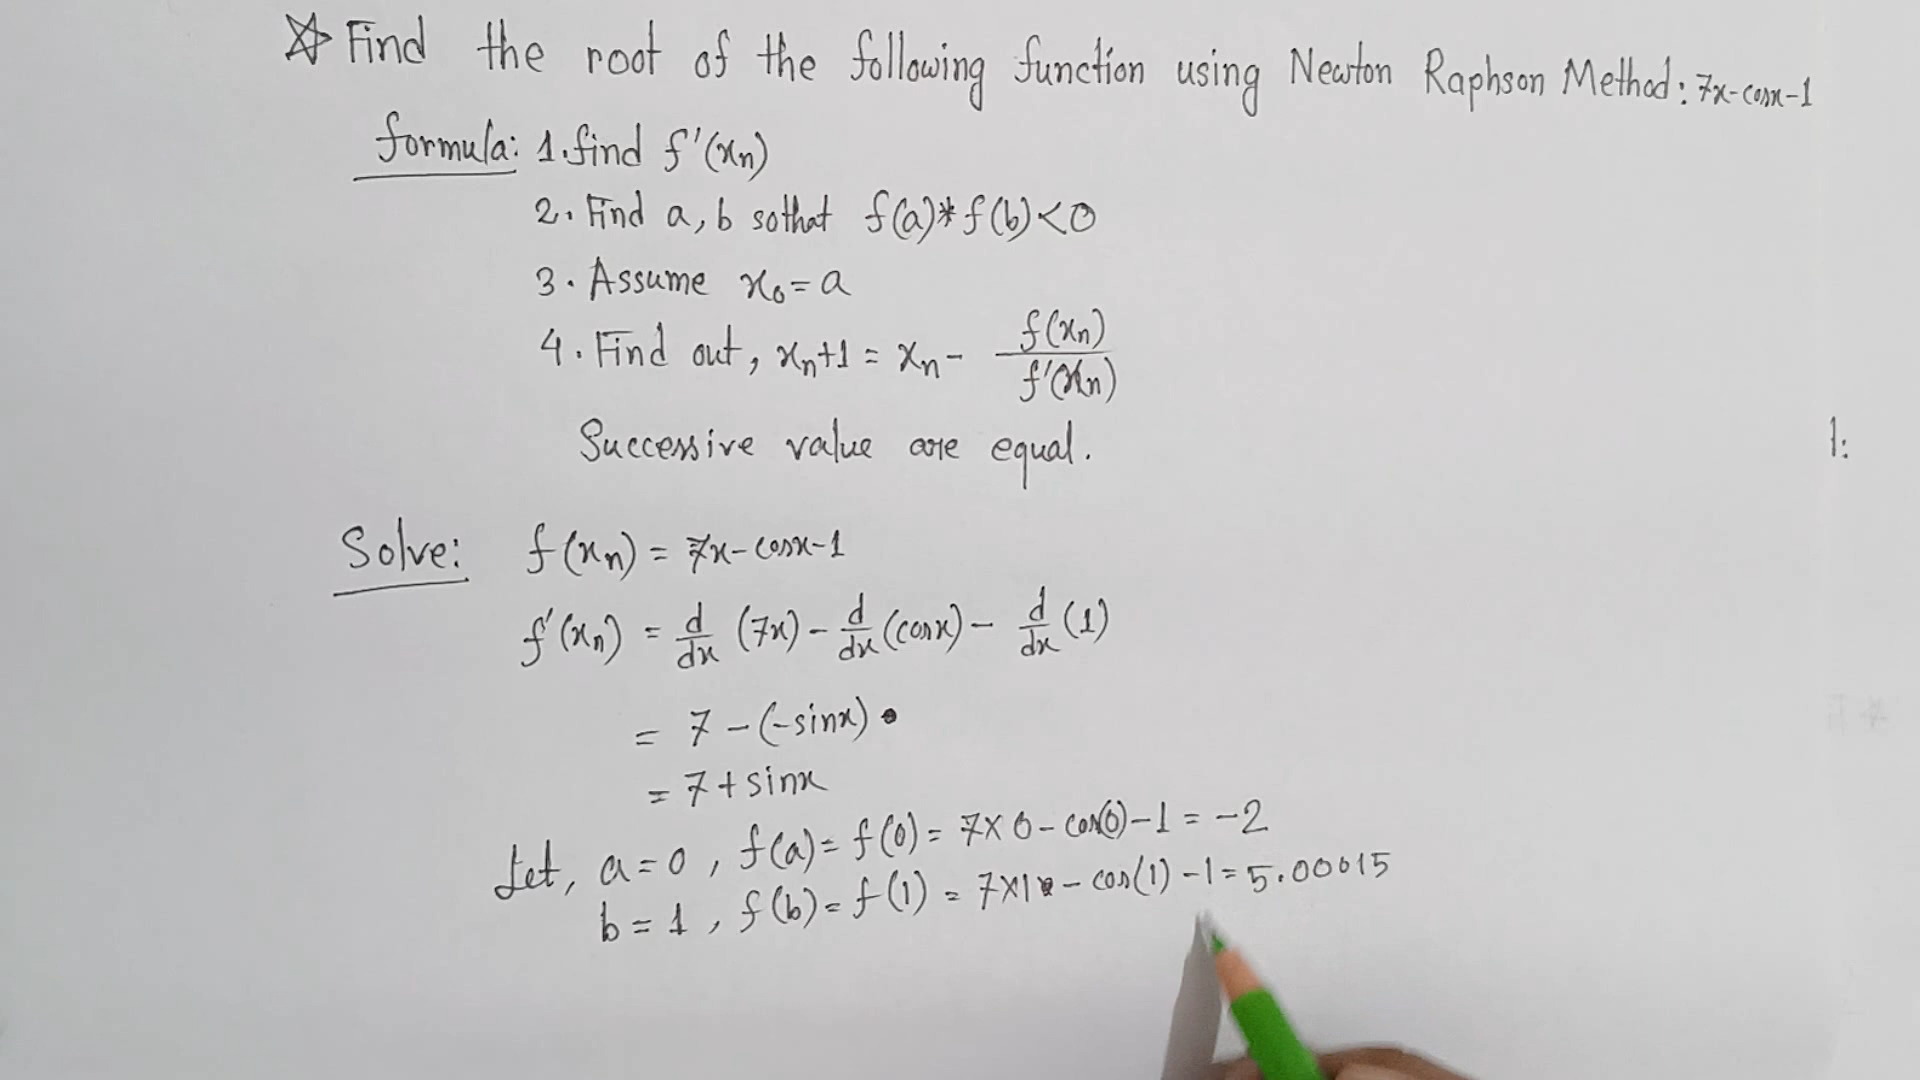 ☆ Find the root of the following function using Newton Raphson Method: 7x-cosx-1
formula: 1. find f'(xn)
2. Find a, b sothat f(a)*f(b)<0
3. Assume x0=a
4. Find out, xn+1 = xn - f(xn)/f'(xn)
Successive value are equal.
1:
Solve: f(xn) = 7x-cosx-1
f'(xn) = d/dx (7x) - d/dx (cosx) - d/dx (1)
= 7-(-sinx)
= 7+sinx
Let, a=0, f(a)= f(0)= 7×0-cos(0)-1 = -2
b=1, f(b)= f(1) = 7×1-cos(1)-1=5.00015